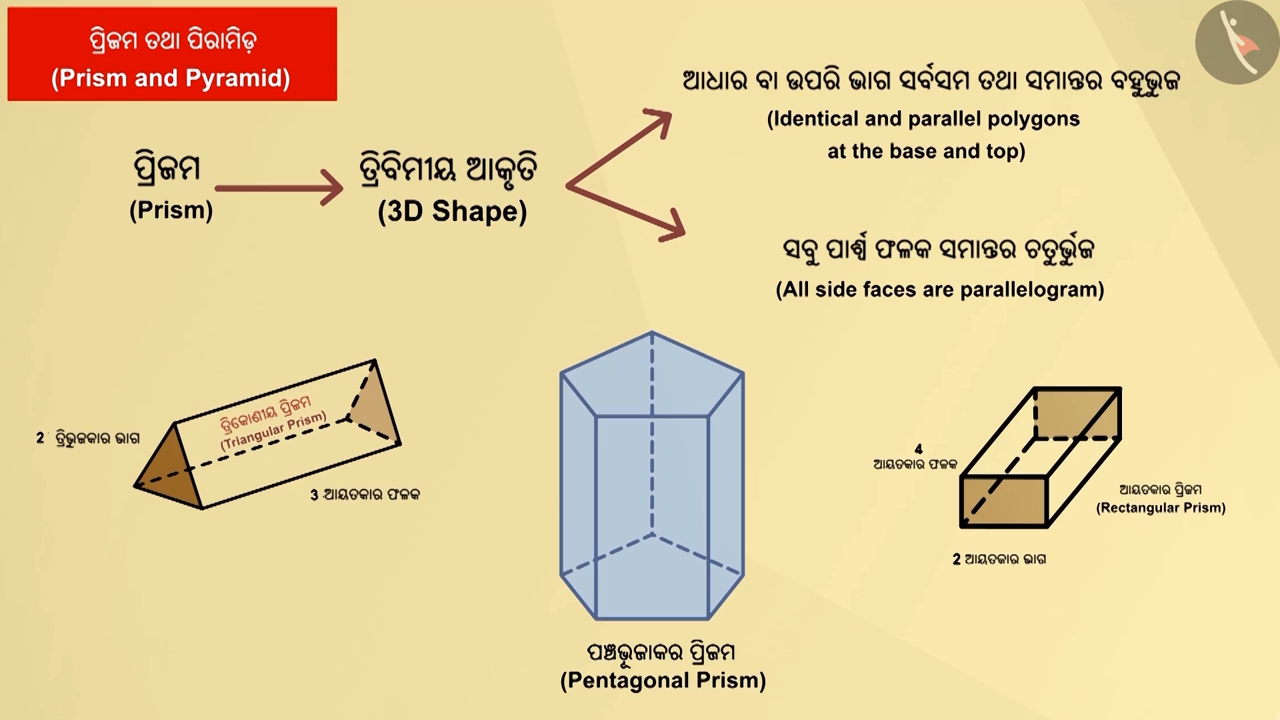 ପ୍ରିଜମ ତଥା ପିରାମିଡ଼
(Prism and Pyramid)
ଆଧାର ବା ଉପରି ଭାଗ ସର୍ବସମ ତଥା ସମାନ୍ତର ବହୁଭୁଜ
(Identical and parallel polygons
at the base and top)
ପ୍ରିଜମ
(Prism)
ତ୍ରିବିମୀୟ ଆକୃତି
(3D Shape)
ସବୁ ପାର୍ଶ୍ଵ ଫଳକ ସମାନ୍ତର ଚତୁର୍ଭୁଜ
(All side faces are parallelogram)
ତ୍ରିକୋଣୀୟ ପ୍ରିଜମ
(Triangular Prism)
2 ତ୍ରିଭୁଜକାର ଭାଗ
3 ଆୟତକାର ଫଳକ
4
ଆୟତକାର ଫଳକ
ଆୟତକାର ପ୍ରିଜମ
(Rectangular Prism)
2 ଆୟତକାର ଭାଗ
ପଞ୍ଚଭୂଜାକର ପ୍ରିଜମ
(Pentagonal Prism)